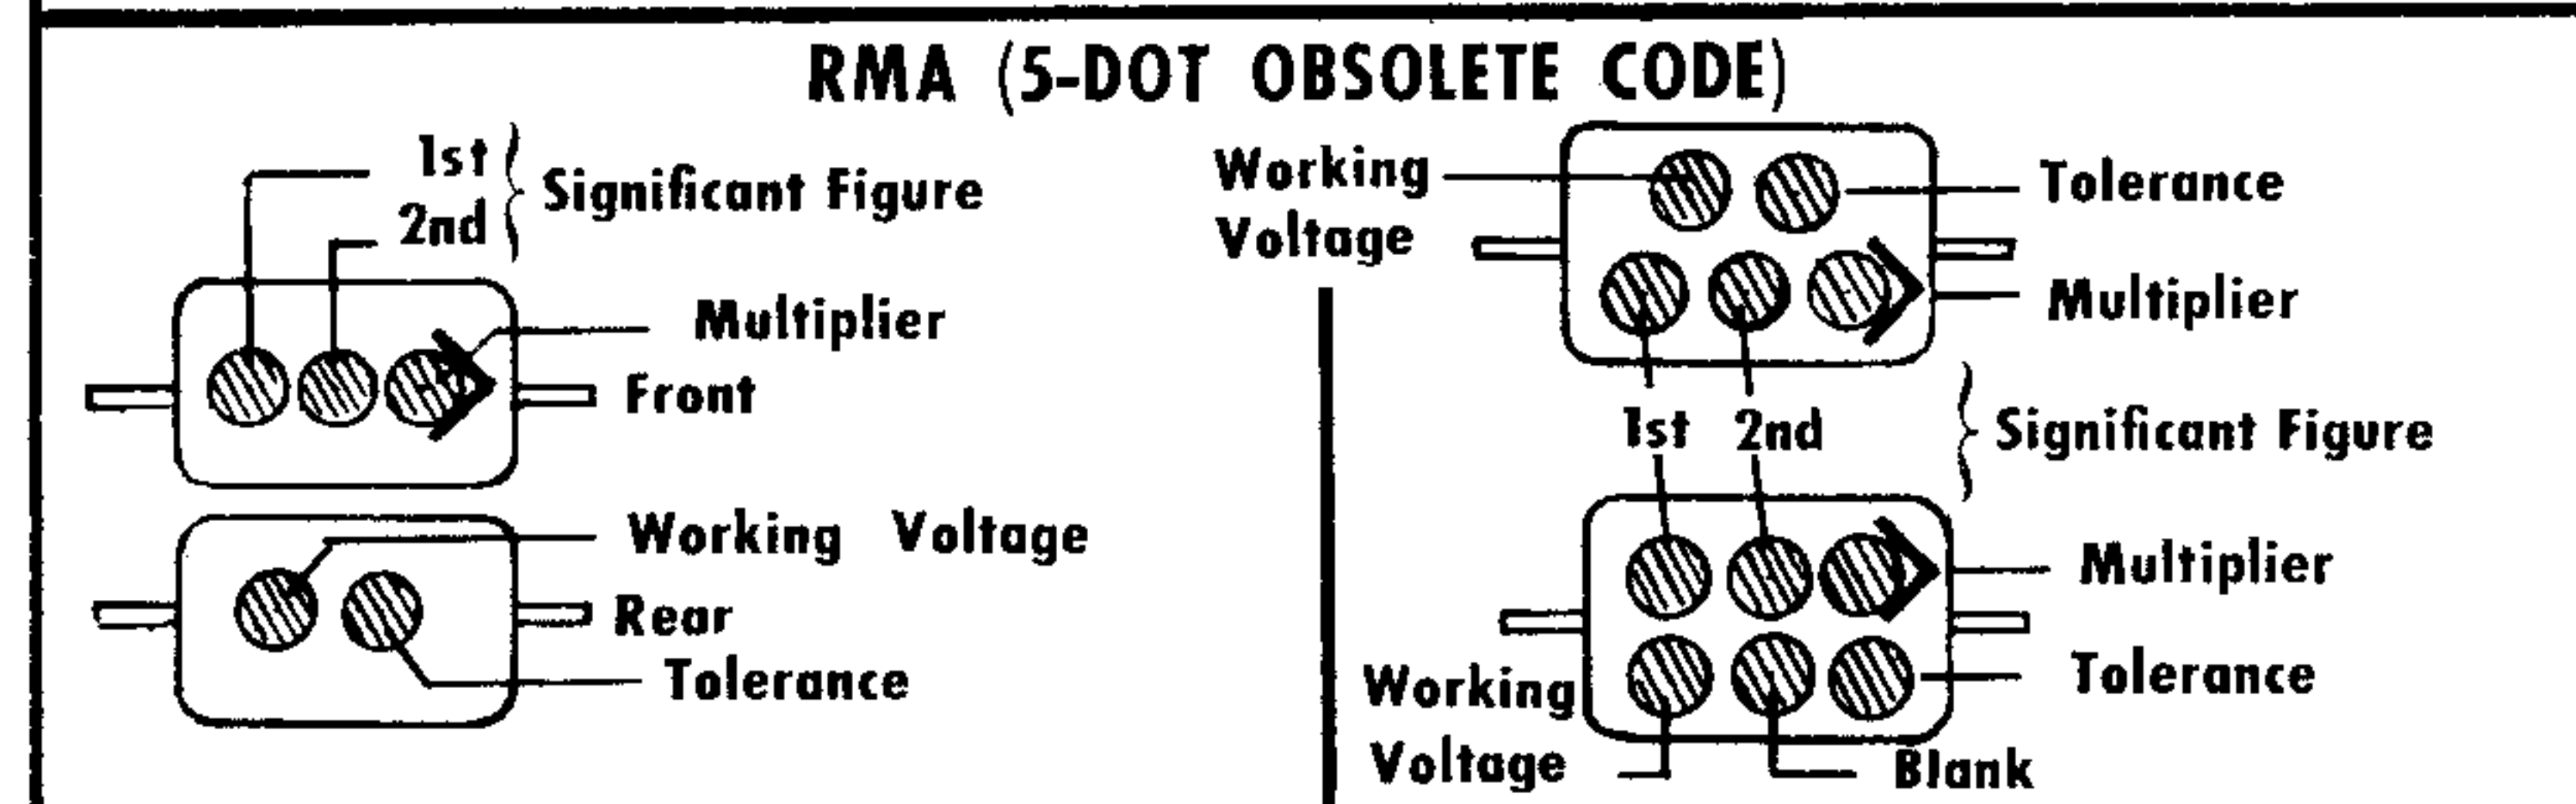 RMA (5-DOT OBSOLETE CODE)
1st
2nd
Significant Figure
Multiplier
Front
Working Voltage
Rear
Tolerance
Working
Voltage
Tolerance
Multiplier
1st 2nd
Significant Figure
Multiplier
Working
Voltage
Tolerance
Blank